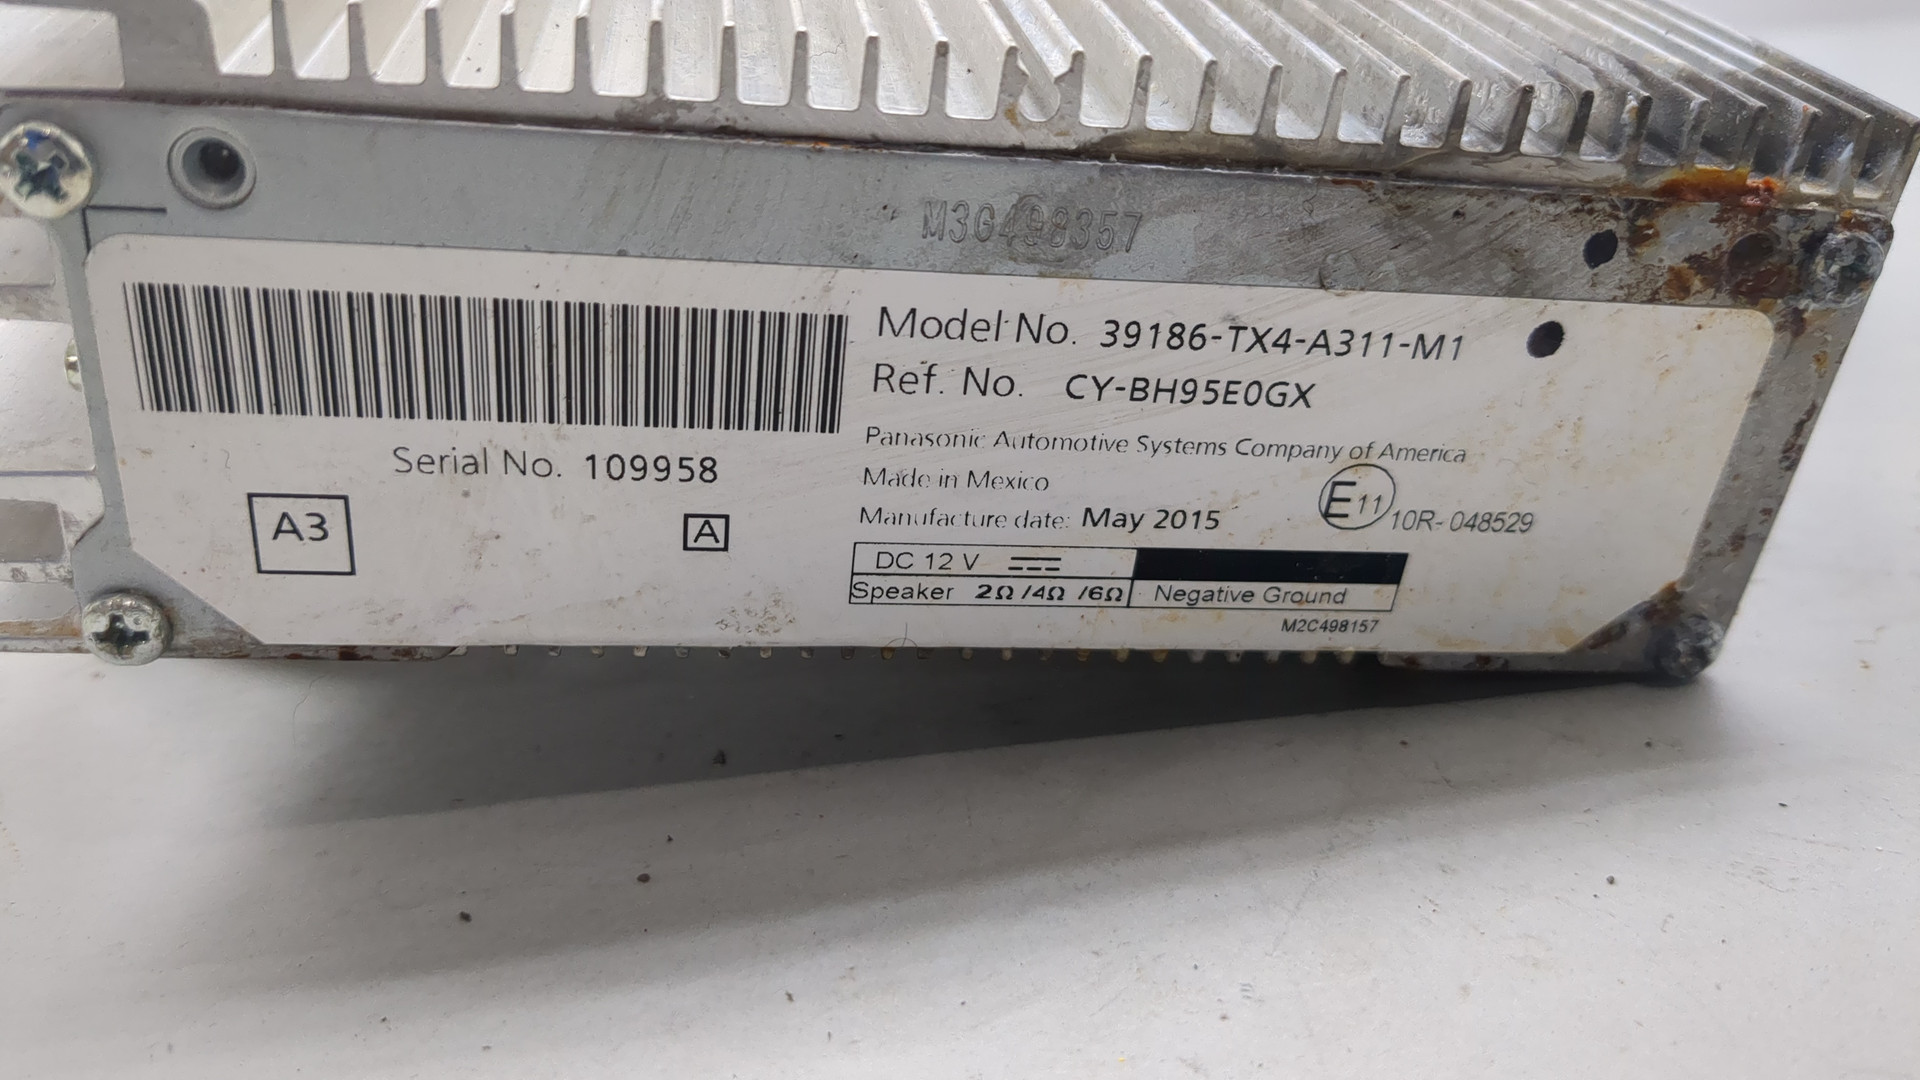 M3G498357
Model No. 39186-TX4-A311-M1
Ref. No. CY-BH95E0GX
Panasonic Automotive Systems Company of America
Made in Mexico
Manufacture date: May 2015
E11 10R-048529
Serial No. 109958
A3
A
DC 12 V
Speaker 2Ω /4Ω /6Ω Negative Ground
M2C498157